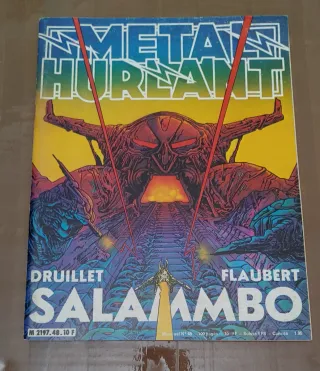 METAL
HURLANT
DRUILLET FLAUBERT
SALAMMBO
M 2197.48.10 F